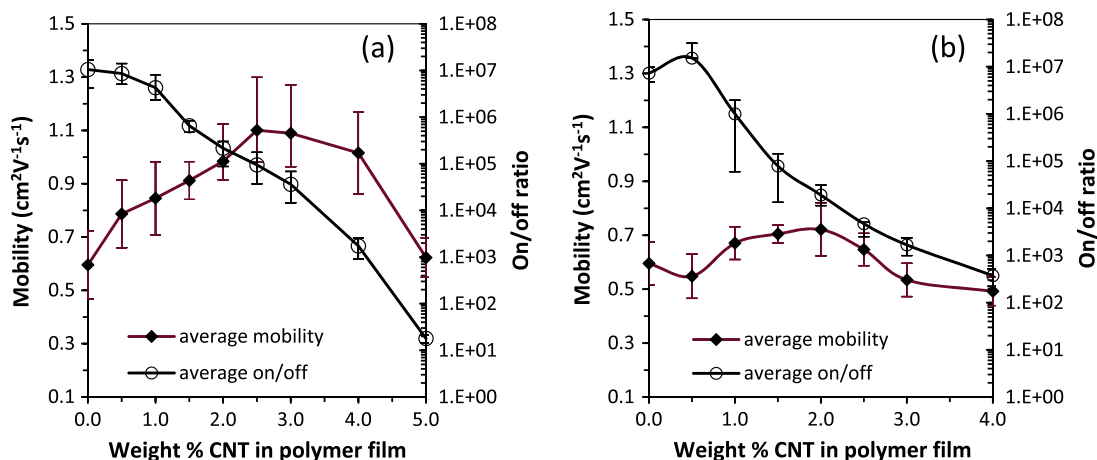 (a)
Mobility (cm²V⁻¹s⁻¹)
1.5
1.3
1.1
0.9
0.7
0.5
0.3
0.1
average mobility
average on/off
1.E+08
1.E+07
1.E+06
1.E+05
1.E+04
1.E+03
1.E+02
1.E+01
1.E+00
On/off ratio
0.0 1.0 2.0 3.0 4.0 5.0
Weight % CNT in polymer film
(b)
Mobility (cm²V⁻¹s⁻¹)
1.5
1.3
1.1
0.9
0.7
0.5
0.3
0.1
average mobility
average on/off
1.E+08
1.E+07
1.E+06
1.E+05
1.E+04
1.E+03
1.E+02
1.E+01
1.E+00
On/off ratio
0.0 1.0 2.0 3.0 4.0
Weight % CNT in polymer film